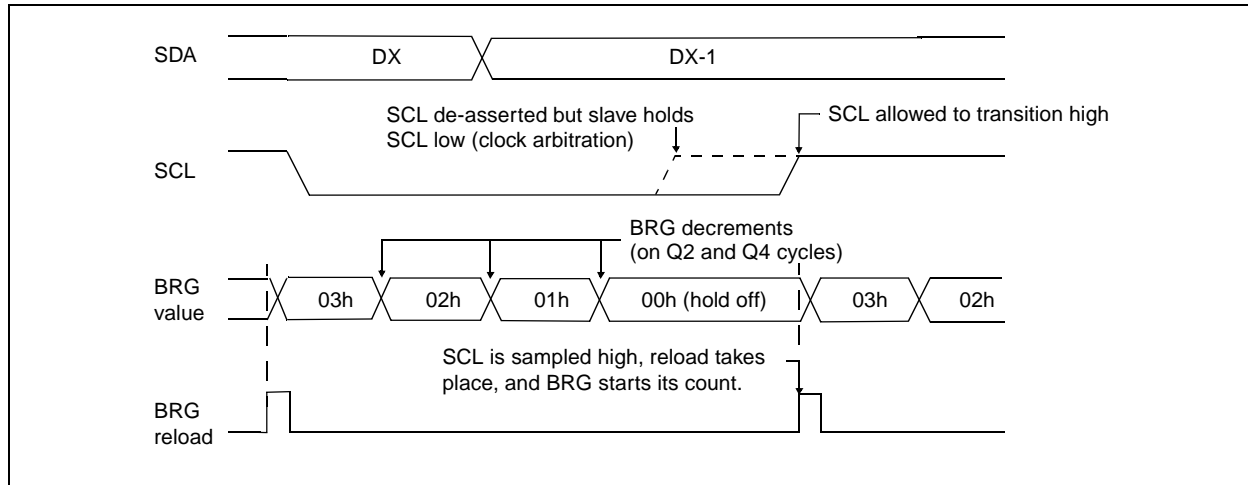 SDA
DX
DX-1
SCL de-asserted but slave holds
SCL low (clock arbitration)
SCL allowed to transition high
SCL
BRG decrements
(on Q2 and Q4 cycles)
BRG
value
03h
02h
01h
00h (hold off)
03h
02h
SCL is sampled high, reload takes
place, and BRG starts its count.
BRG
reload